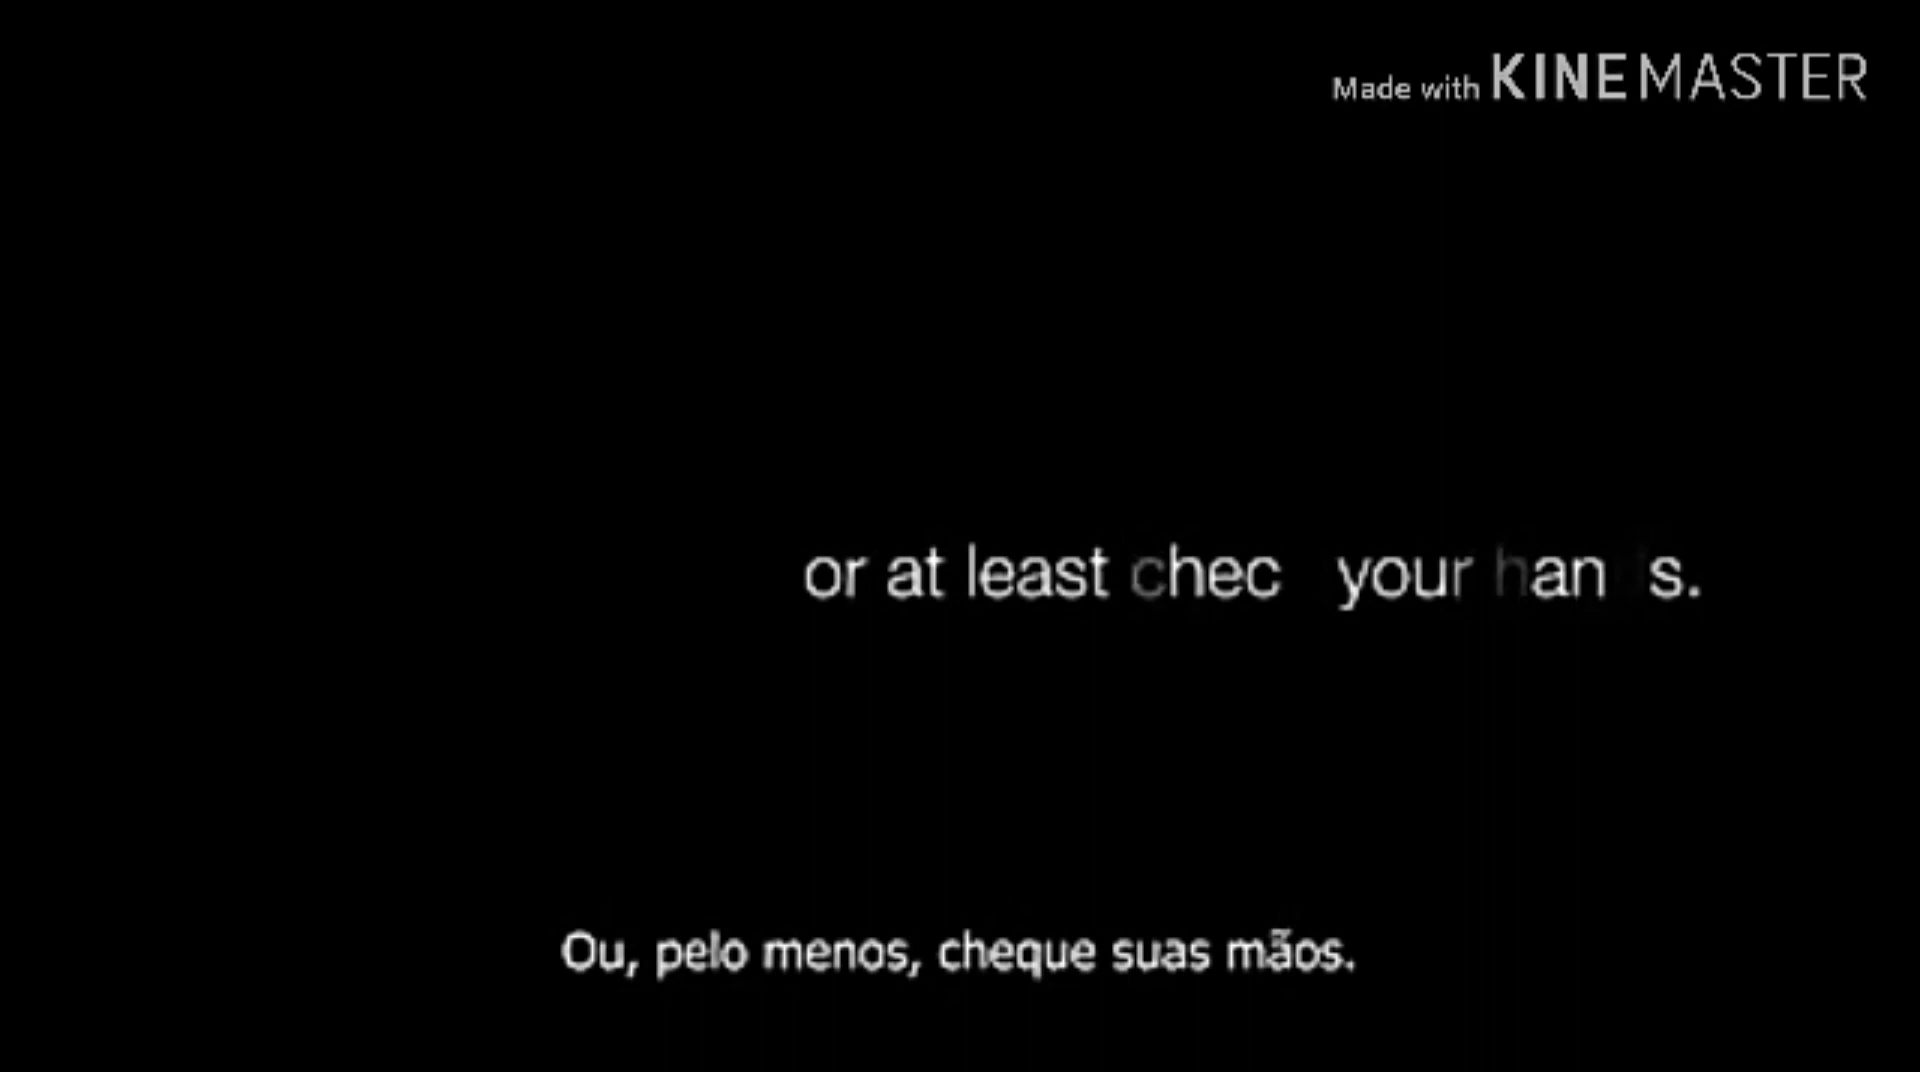 Made with KINEMASTER
or at least chec your han s.
Ou, pelo menos, cheque suas mãos.